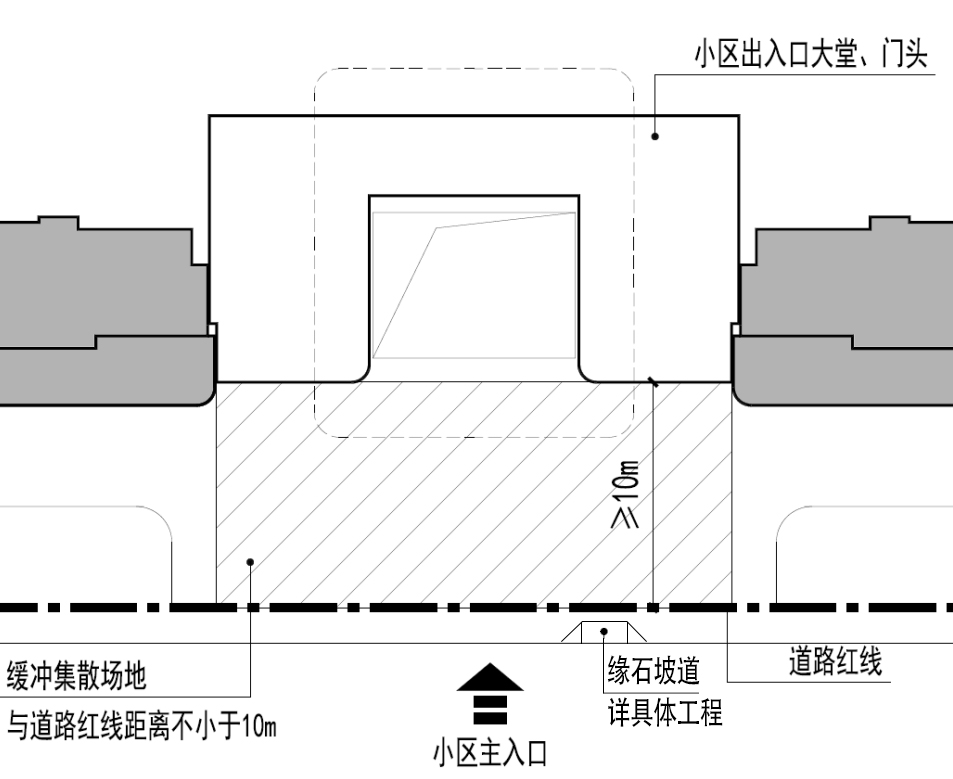 小区出入口大堂、门头
≥10m
缓冲集散场地
与道路红线距离不小于10m
缘石坡道
详具体工程
道路红线
小区主入口